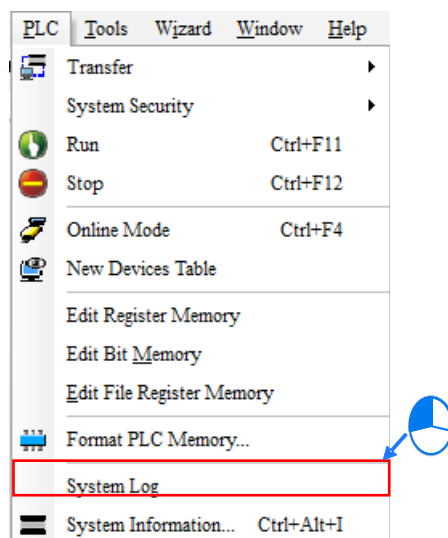 PLC Tools Wizard Window Help
Transfer
System Security
Run Ctrl+F11
Stop Ctrl+F12
Online Mode Ctrl+F4
New Devices Table
Edit Register Memory
Edit Bit Memory
Edit File Register Memory
Format PLC Memory...
System Log
System Information... Ctrl+Alt+I